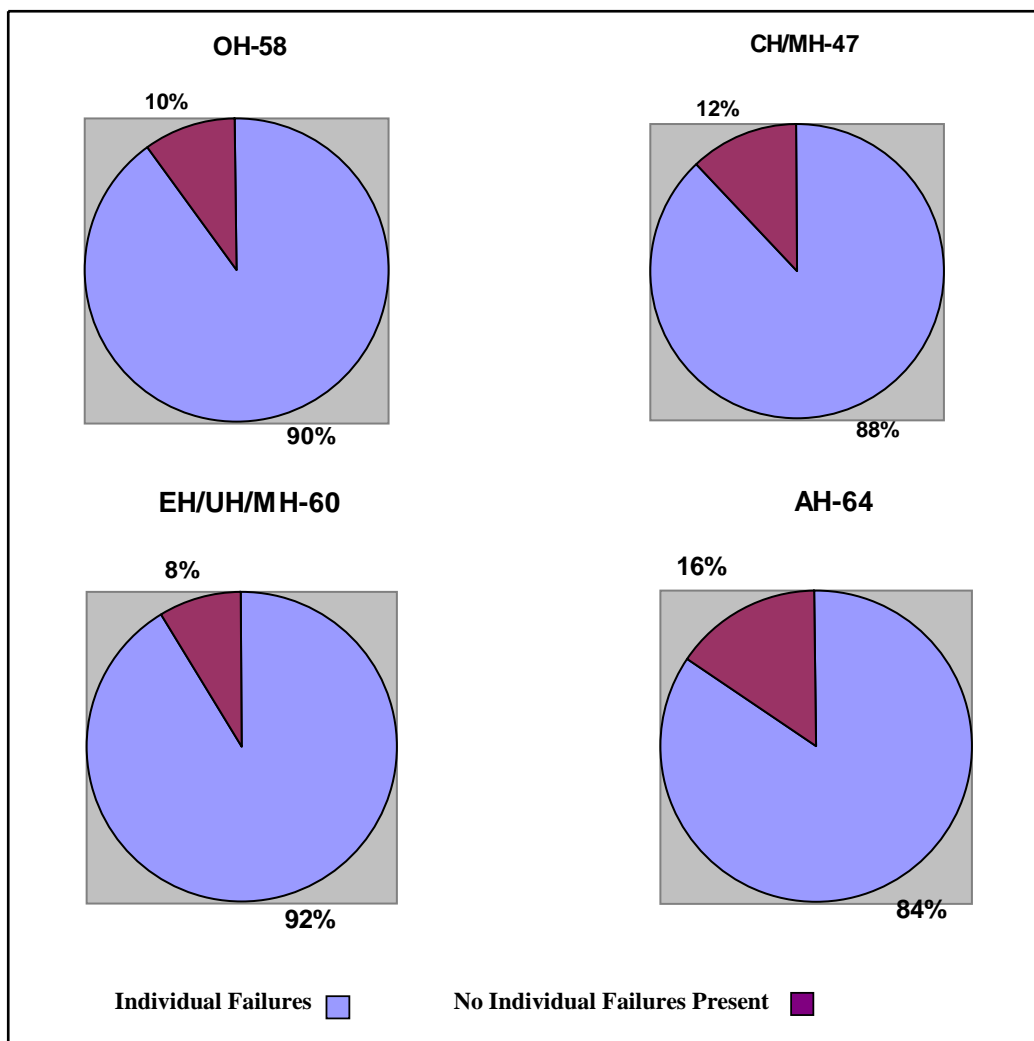 OH-58
CH/MH-47
10%
12%
90%
88%
EH/UH/MH-60
AH-64
8%
16%
92%
84%
Individual Failures
No Individual Failures Present